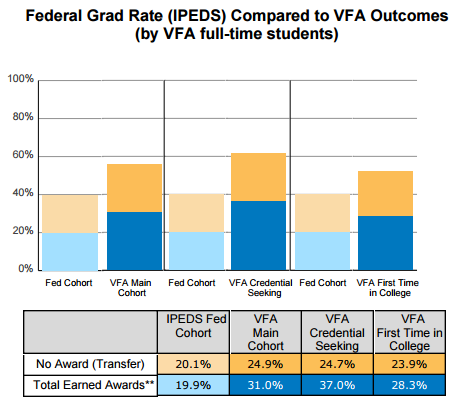 Federal Grad Rate (IPEDS) Compared to VFA Outcomes
(by VFA full-time students)
100%
80%
60%
40%
20%
0%
Fed Cohort
VFA Main
Cohort
Fed Cohort
VFA Credential
Seeking
Fed Cohort
VFA First Time
in College
IPEDS Fed
Cohort
VFA
Main
Cohort
VFA
Credential
Seeking
VFA
First Time in
College
No Award (Transfer) 20.1% 24.9% 24.7% 23.9%
Total Earned Awards** 19.9% 31.0% 37.0% 28.3%